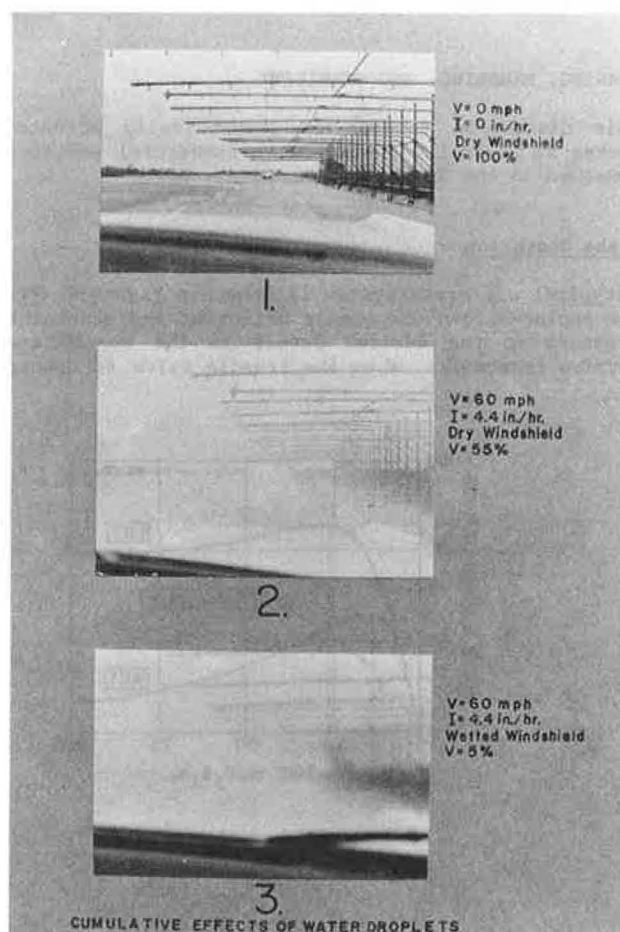 V= 0 mph
I= 0 in./hr.
Dry Windshield
V= 100%
1.
V= 60 mph
I= 4.4 in./hr.
Dry Windshield
V= 55%
2.
V= 60 mph
I= 4.4 in./hr.
Wetted Windshield
V= 5%
3.
CUMULATIVE EFFECTS OF WATER DROPLETS